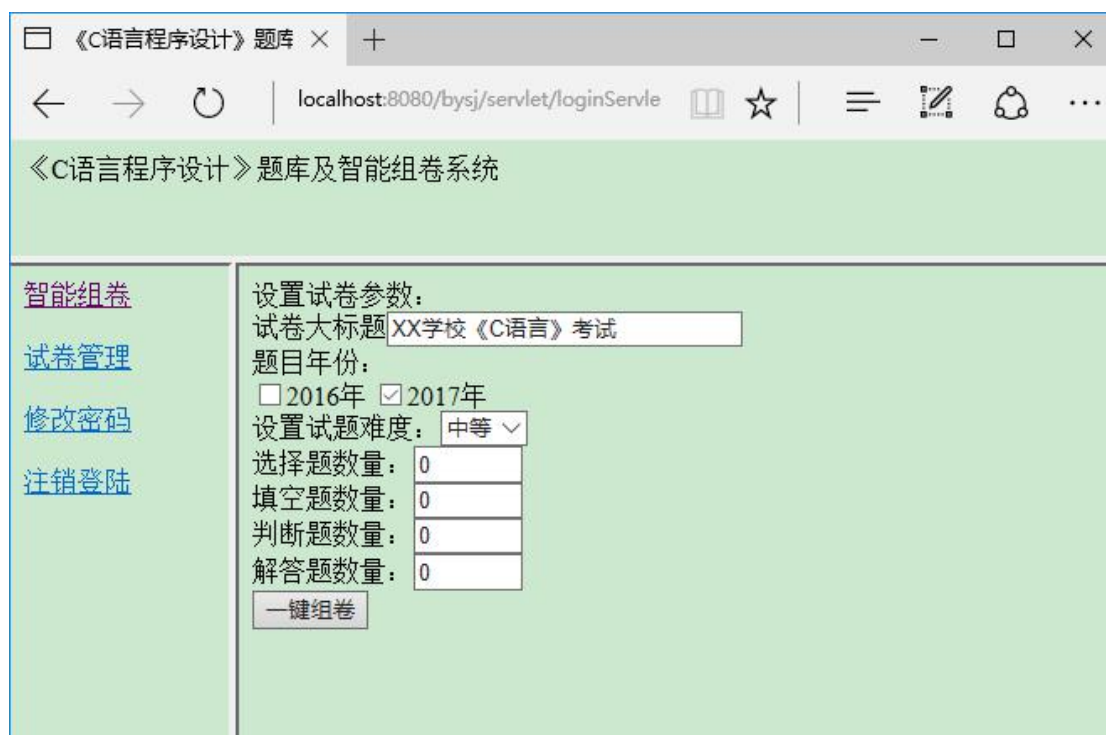 《C语言程序设计》题库
localhost:8080/bysj/servlet/loginServle
《C语言程序设计》题库及智能组卷系统
智能组卷
试卷管理
修改密码
注销登陆
设置试卷参数：
试卷大标题XX学校《C语言》考试
题目年份：
2016年 2017年
设置试题难度：中等
选择题数量：0
填空题数量：0
判断题数量：0
解答题数量：0
一键组卷